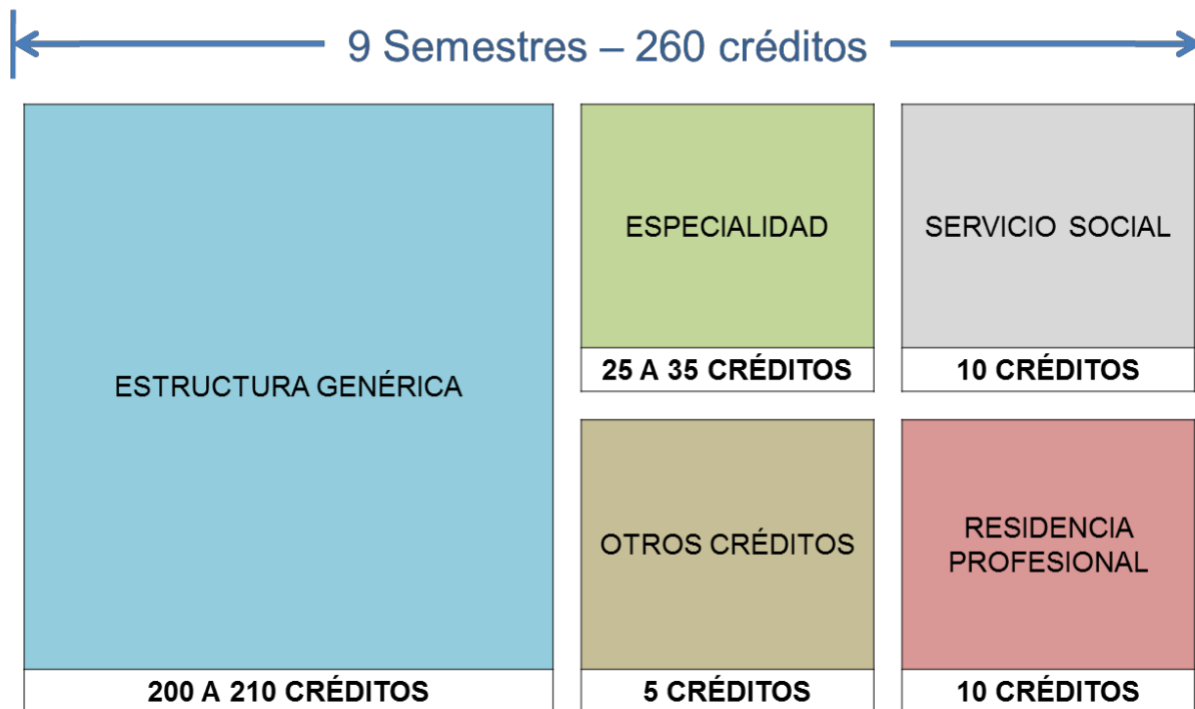 9 Semestres – 260 créditos
ESTRUCTURA GENÉRICA
200 A 210 CRÉDITOS
ESPECIALIDAD
25 A 35 CRÉDITOS
SERVICIO SOCIAL
10 CRÉDITOS
OTROS CRÉDITOS
5 CRÉDITOS
RESIDENCIA
PROFESIONAL
10 CRÉDITOS